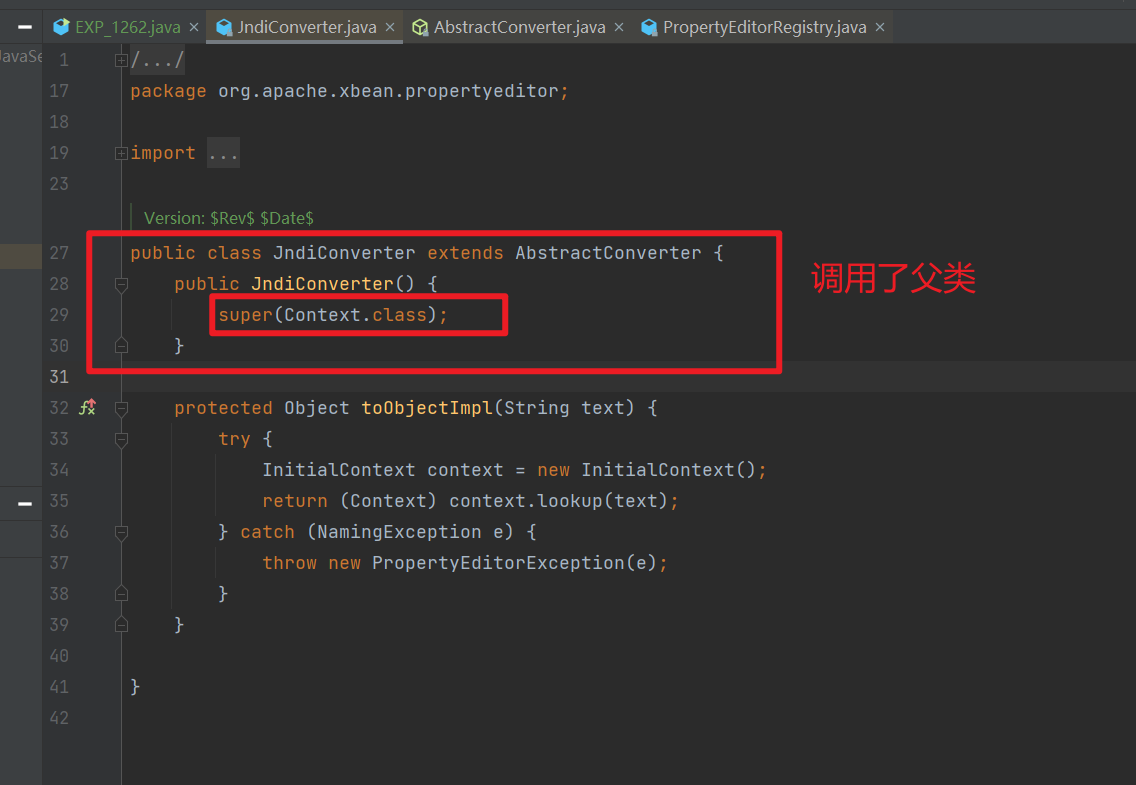 EXP_1262.java × JndiConverter.java × AbstractConverter.java × PropertyEditorRegistry.java ×
JavaSe
1 /.../
17 package org.apache.xbean.propertyeditor;
18
19 import ...
23
Version: $Rev$ $Date$
27 public class JndiConverter extends AbstractConverter {
调用了父类
28 public JndiConverter() {
29 super(Context.class);
30 }
31
32 protected Object toObjectImpl(String text) {
33 try {
34 InitialContext context = new InitialContext();
35 return (Context) context.lookup(text);
36 } catch (NamingException e) {
37 throw new PropertyEditorException(e);
38 }
39 }
40
41 }
42